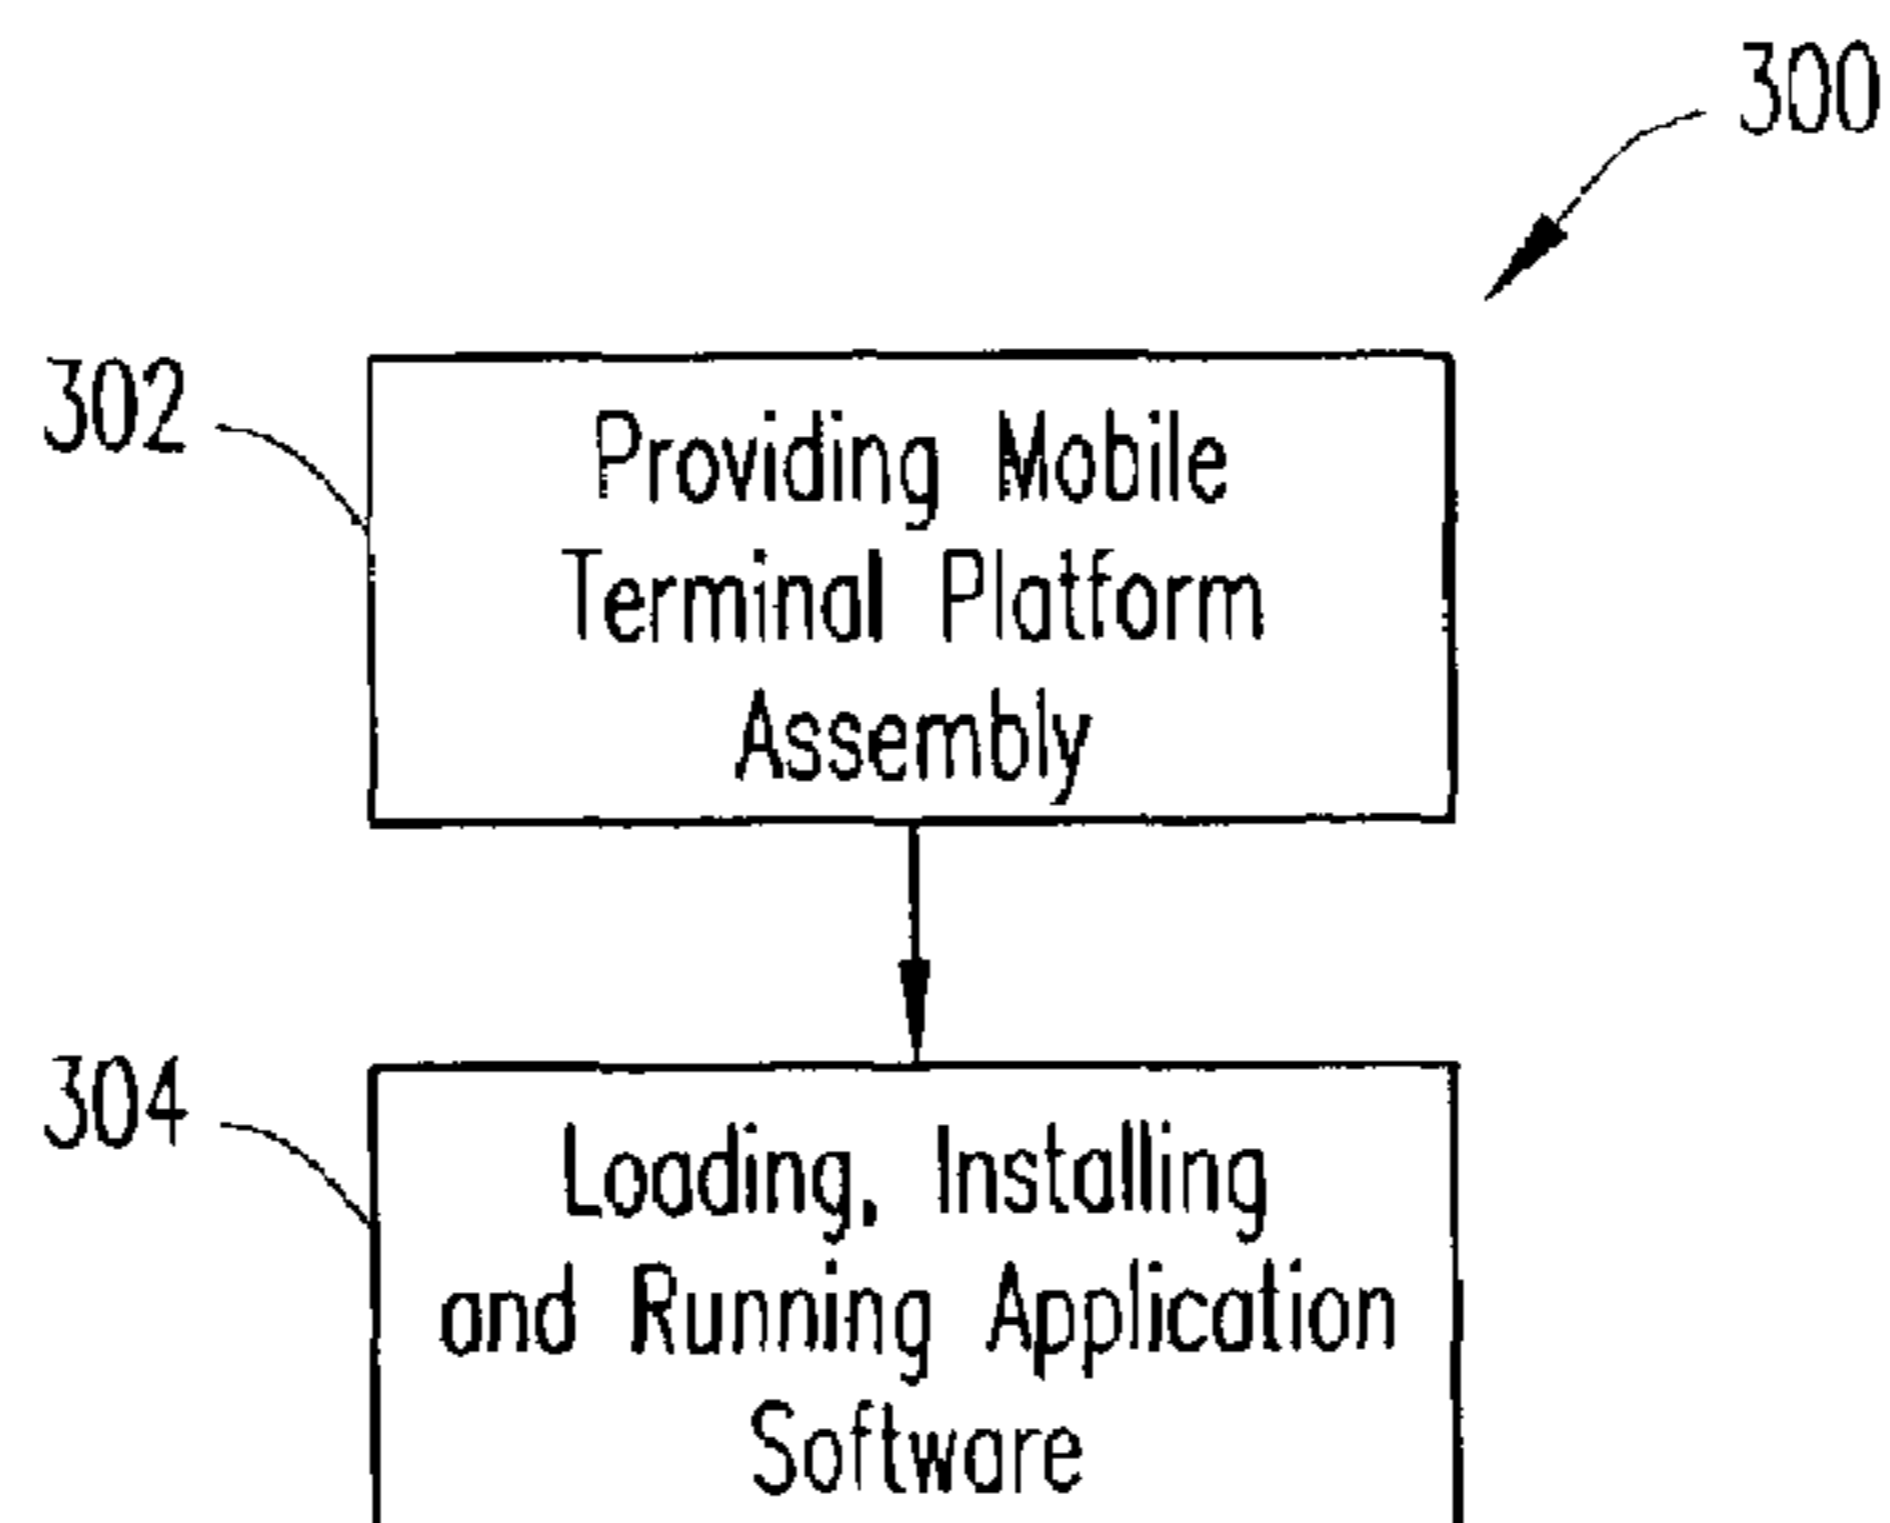 300
302
Providing Mobile
Terminal Platform
Assembly
304
Loading, Installing
and Running Application
Software